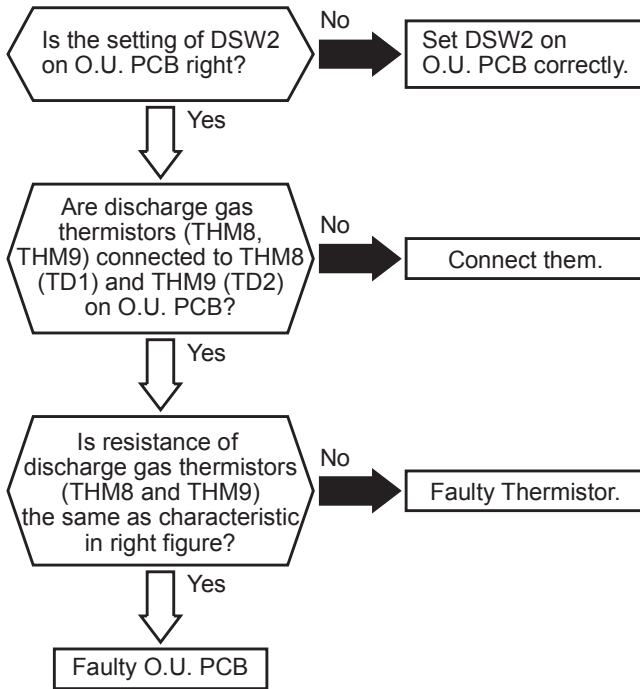 Is the setting of DSW2
on O.U. PCB right?
No
Set DSW2 on
O.U. PCB correctly.
Yes
Are discharge gas
thermistors (THM8,
THM9) connected to THM8
(TD1) and THM9 (TD2)
on O.U. PCB?
No
Connect them.
Yes
Is resistance of
discharge gas thermistors
(THM8 and THM9)
the same as characteristic
in right figure?
No
Faulty Thermistor.
Yes
Faulty O.U. PCB